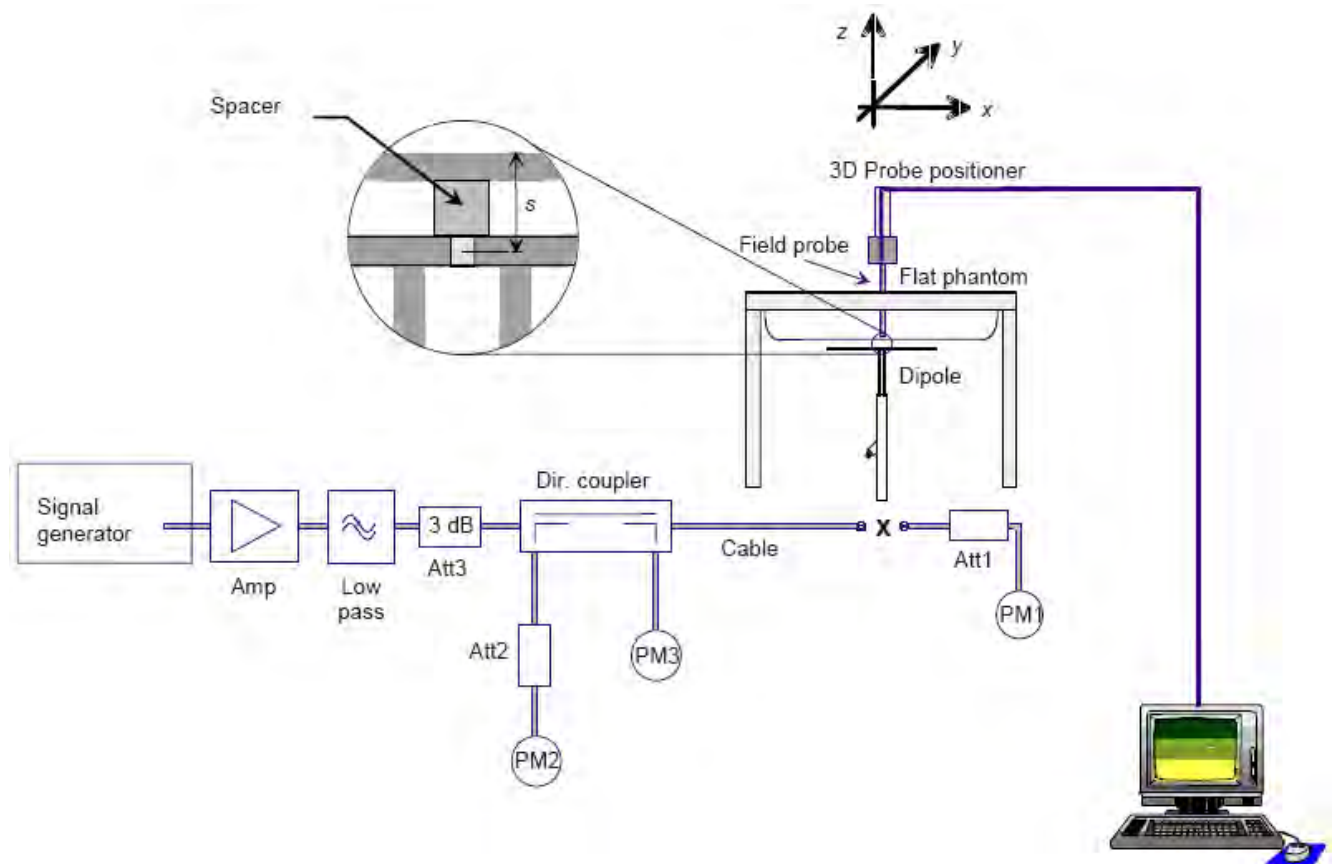 z
y
x
Spacer
s
3D Probe positioner
Field probe
Flat phantom
Dipole
Signal
generator
Amp
Low
pass
3 dB
Att3
Dir. coupler
Cable
X
Att1
PM1
Att2
PM3
PM2